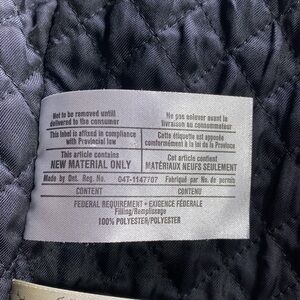 Not to be removed untill
delivered to the consumer
Ne pas enlever avant la
livraison au consommateur
This label is affixed in compliance
with Provincial law
Cette étiquette est apposée
conformément à la loi de la Province
This article contains
NEW MATERIAL ONLY
Cet article contient
MATÉRIAUX NEUFS SEULEMENT
Made by Ont. Reg. No. 047-1147707 Fabriqué par No. de permis
CONTENT CONTENU
FEDERAL REQUIREMENT • EXIGENCE FÉDERALE
Filling/Remplissage
100% POLYESTER/POLYESTER